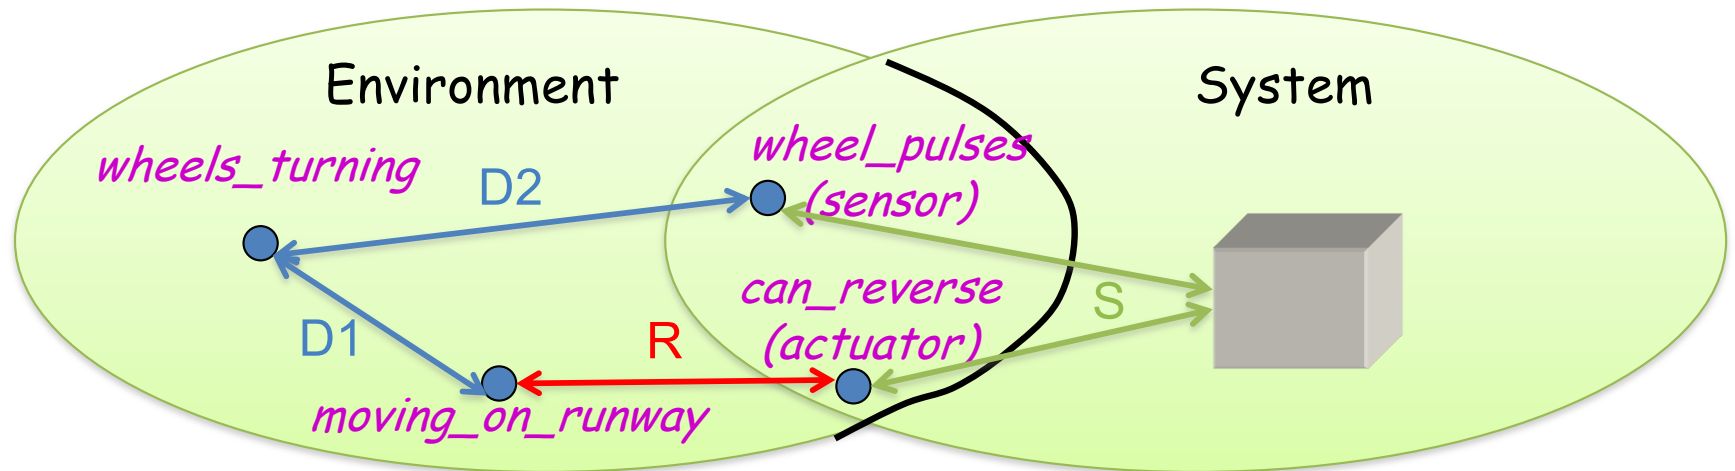 Environment
System
wheels_turning
D2
wheel_pulses
(sensor)
can_reverse
(actuator)
S
D1
R
moving_on_runway